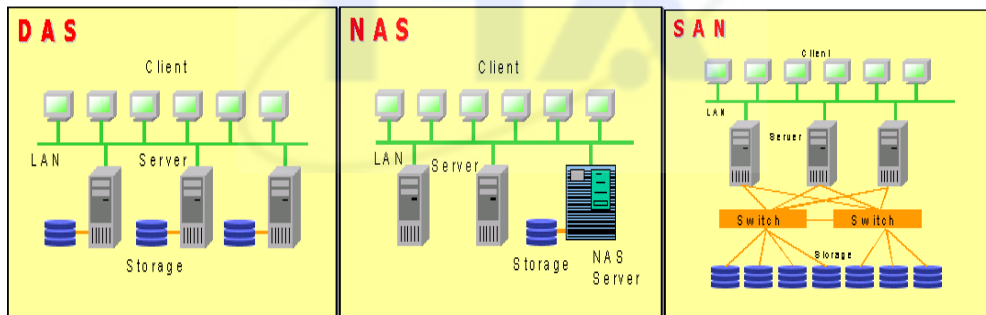 DAS
Client
LAN
Server
Storage
NAS
Client
LAN
Server
Storage
NAS
Server
SAN
Client
LAN
Server
Switch
Switch
Storage